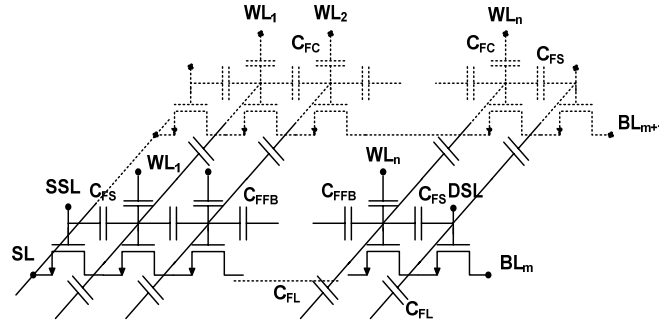 WL1 WL2 WLn
CFC CFC CFS
BLm+1
WL1 WLn
SSL CFS CFFB CFFB CFS DSL
SL BLm
CFL CFL